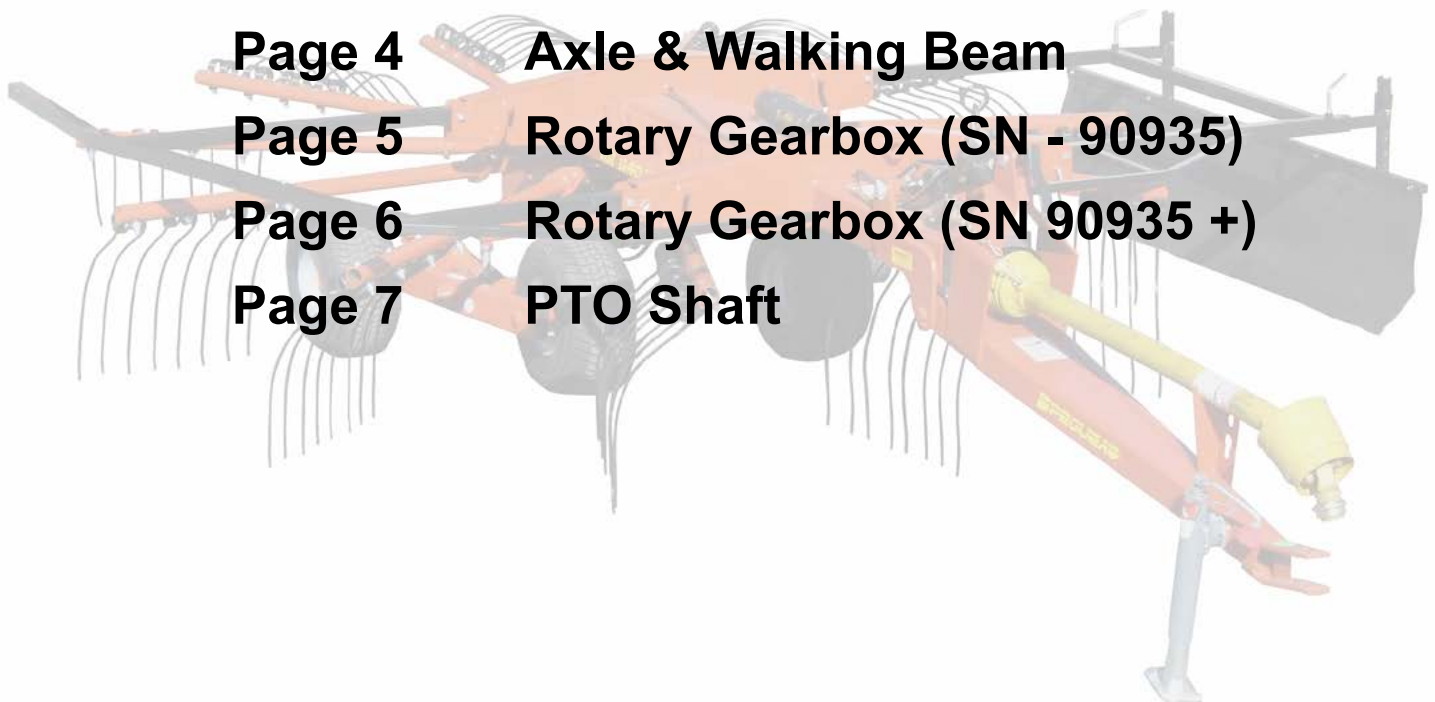 Page 4 Axle & Walking Beam
Page 5 Rotary Gearbox (SN - 90935)
Page 6 Rotary Gearbox (SN 90935 +)
Page 7 PTO Shaft